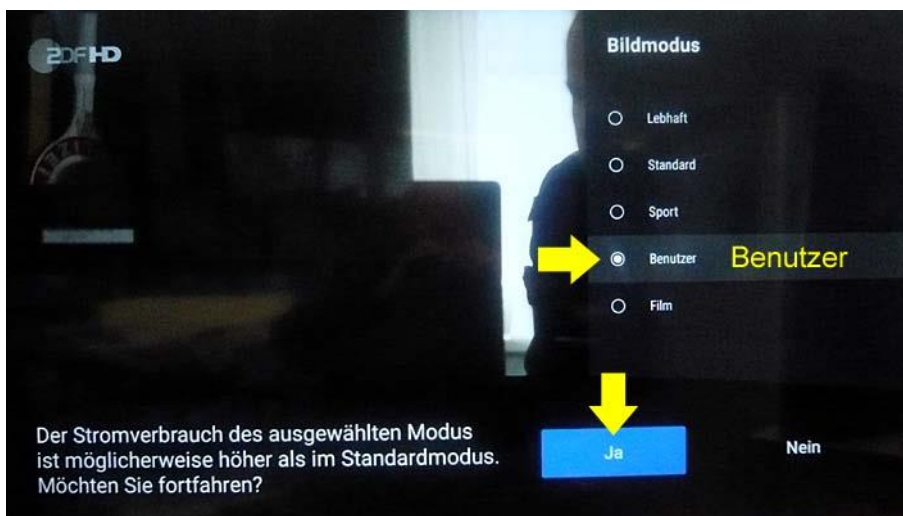 ZDF HD
Bildmodus
Lebhaft
Standard
Sport
Benutzer Benutzer
Film
Der Stromverbrauch des ausgewählten Modus
ist möglicherweise höher als im Standardmodus.
Möchten Sie fortfahren?
Ja Nein